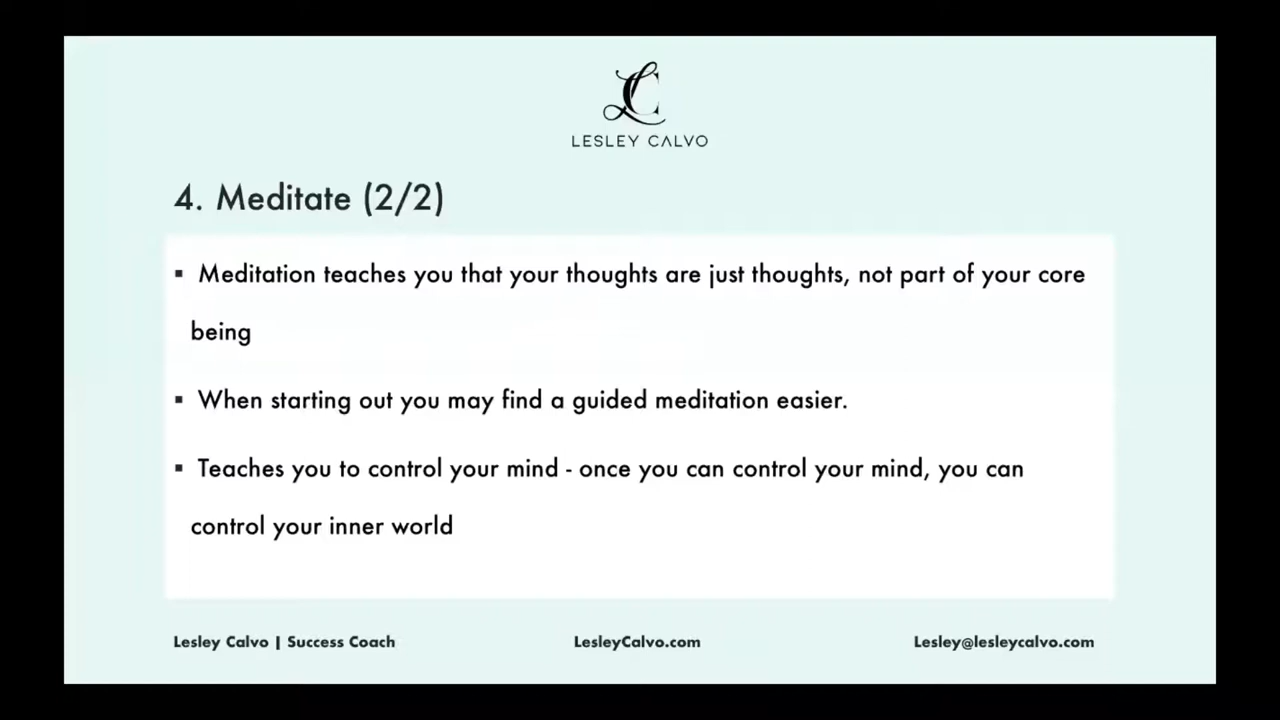 LC
LESLEY CALVO
4. Meditate (2/2)
▪ Meditation teaches you that your thoughts are just thoughts, not part of your core
being
▪ When starting out you may find a guided meditation easier.
▪ Teaches you to control your mind - once you can control your mind, you can
control your inner world
Lesley Calvo | Success Coach
LesleyCalvo.com
Lesley@lesleycalvo.com